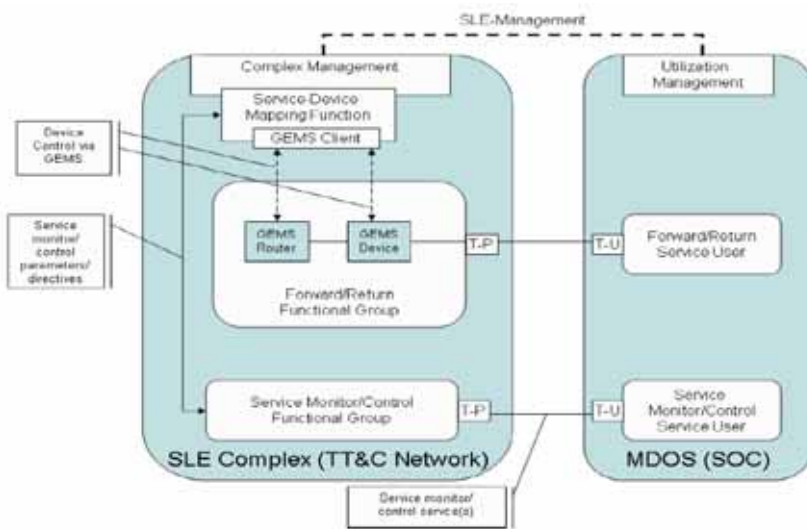 SLE-Management
Complex Management
Utilization
Management
Service-Device
Mapping Function
GEMS Client
Device
Control via
GEMS
GEMS
Router
GEMS
Device
T-P
T-U
Forward/Return
Service User
Service
monitor/
control
parameters/
directives
Forward/Return
Functional Group
Service Monitor/Control
Functional Group
T-P
T-U
Service
Monitor/Control
Service User
SLE Complex (TT&C Network)
MDOS (SOC)
Service monitor/
control service(s)